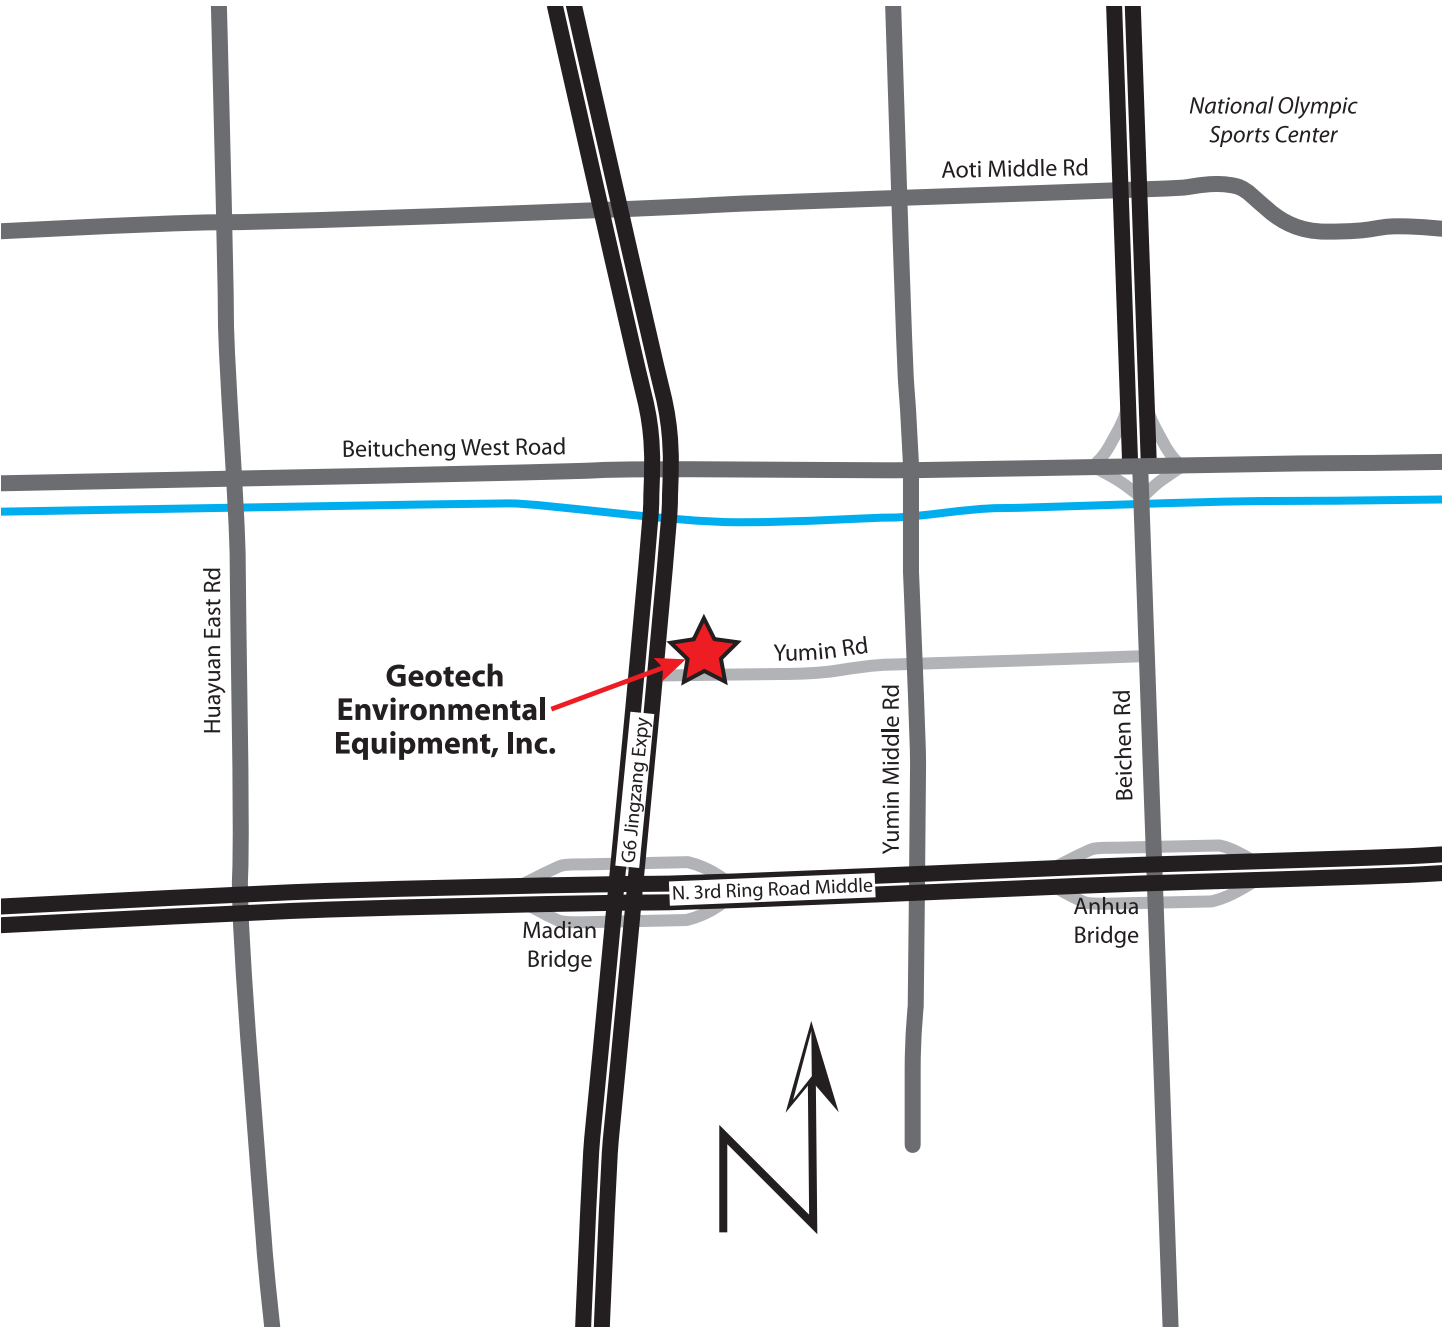 National Olympic
Sports Center
Aoti Middle Rd
Beitucheng West Road
Huayuan East Rd
Yumin Rd
Geotech
Environmental
Equipment, Inc.
G6 Jingzang Expy
Yumin Middle Rd
Beichen Rd
N. 3rd Ring Road Middle
Madian
Bridge
Anhua
Bridge
N